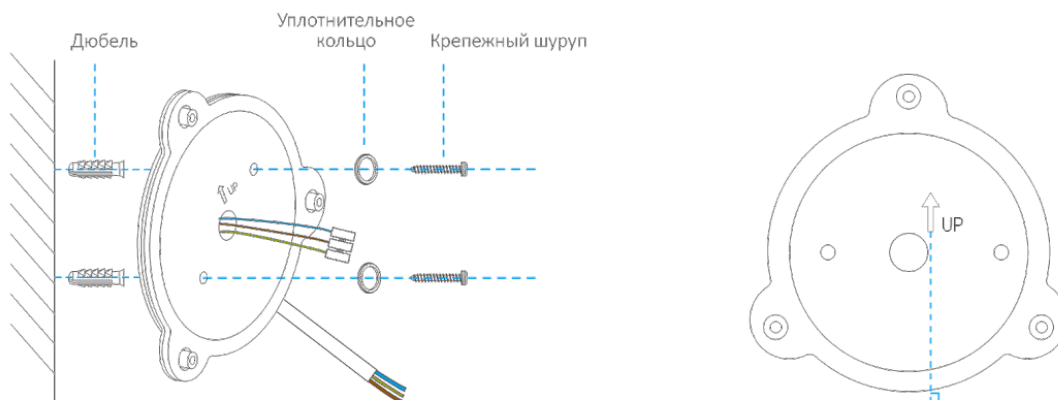 Дюбель
Уплотнительное
кольцо
Крепежный шуруп
UP
UP